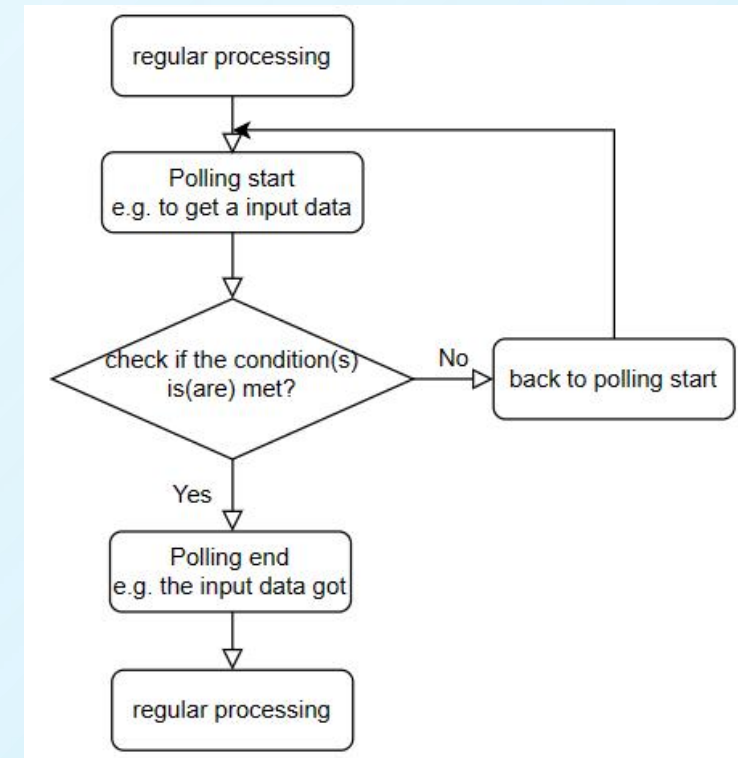 regular processing
Polling start
e.g. to get a input data
check if the condition(s)
is(are) met?
No
back to polling start
Yes
Polling end
e.g. the input data got
regular processing